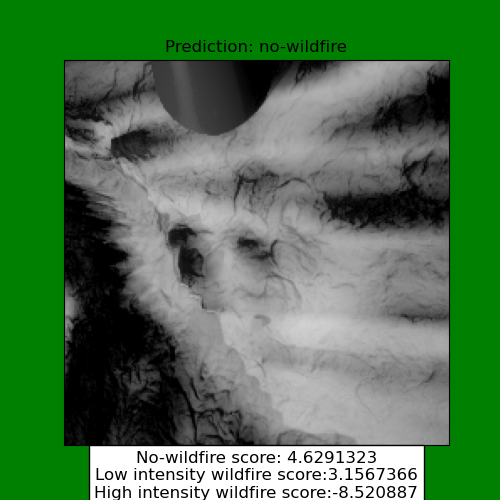 Prediction: no-wildfire
No-wildfire score: 4.6291323
Low intensity wildfire score:3.1567366
High intensity wildfire score:-8.520887